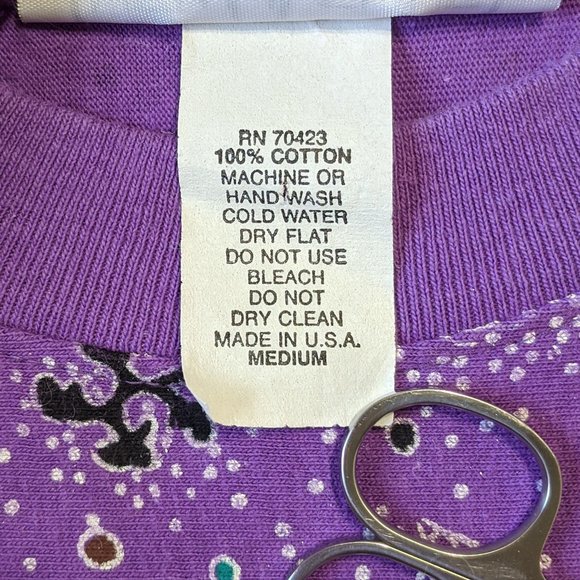 RN 70423
100% COTTON
MACHINE OR
HAND WASH
COLD WATER
DRY FLAT
DO NOT USE
BLEACH
DO NOT
DRY CLEAN
MADE IN U.S.A.
MEDIUM